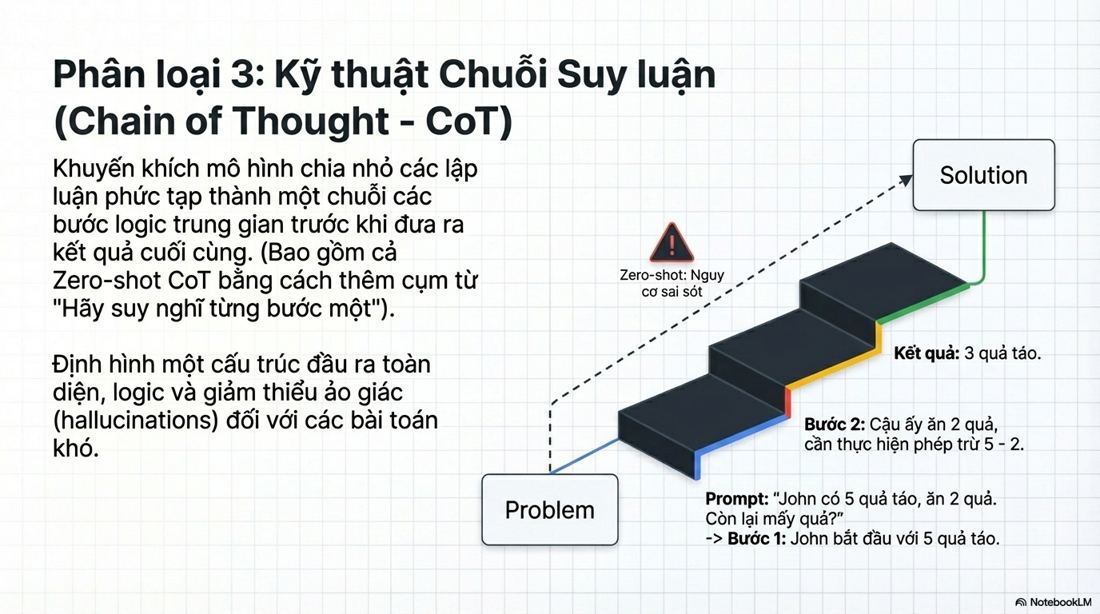 Phân loại 3: Kỹ thuật Chuỗi Suy luận
(Chain of Thought - CoT)
Khuyến khích mô hình chia nhỏ các lập
luận phức tạp thành một chuỗi các
bước logic trung gian trước khi đưa ra
kết quả cuối cùng. (Bao gồm cả
Zero-shot CoT bằng cách thêm cụm từ
"Hãy suy nghĩ từng bước một").
Định hình một cấu trúc đầu ra toàn
diện, logic và giảm thiểu ảo giác
(hallucinations) đối với các bài toán
khó.
Solution
Zero-shot: Nguy
cơ sai sót
Kết quả: 3 quả táo.
Bước 2: Cậu ấy ăn 2 quả,
cần thực hiện phép trừ 5 - 2.
Problem
Prompt: “John có 5 quả táo, ăn 2 quả.
Còn lại mấy quả?”
-> Bước 1: John bắt đầu với 5 quả táo.
NotebookLM